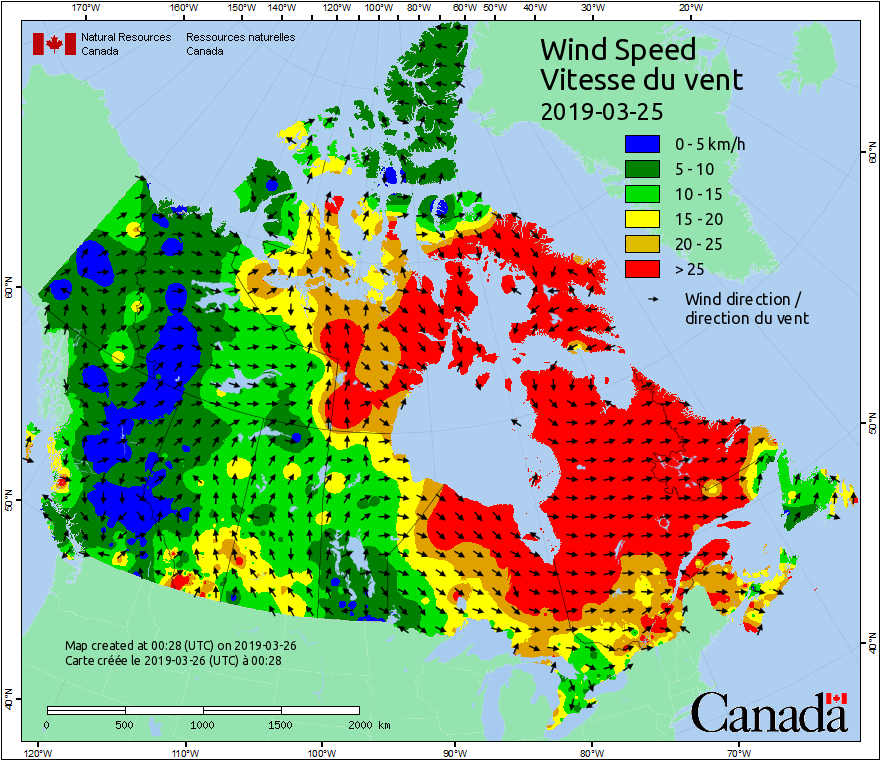 170°W 160°W 150°W 140°W 130°W 120°W 110°W 100°W 90°W 80°W 60°W 50°W 40°W 30°W 20°W
Natural Resources Canada
Ressources naturelles Canada
Wind Speed
Vitesse du vent
2019-03-25
0 - 5 km/h
5 - 10
10 - 15
15 - 20
20 - 25
> 25
Wind direction /
direction du vent
60°N
60°N
50°N
50°N
40°N
40°N
Map created at 00:28 (UTC) on 2019-03-26
Carte créée le 2019-03-26 (UTC) à 00:28
0 500 1000 1500 2000 km
Canada
120°W 110°W 100°W 90°W 80°W 70°W